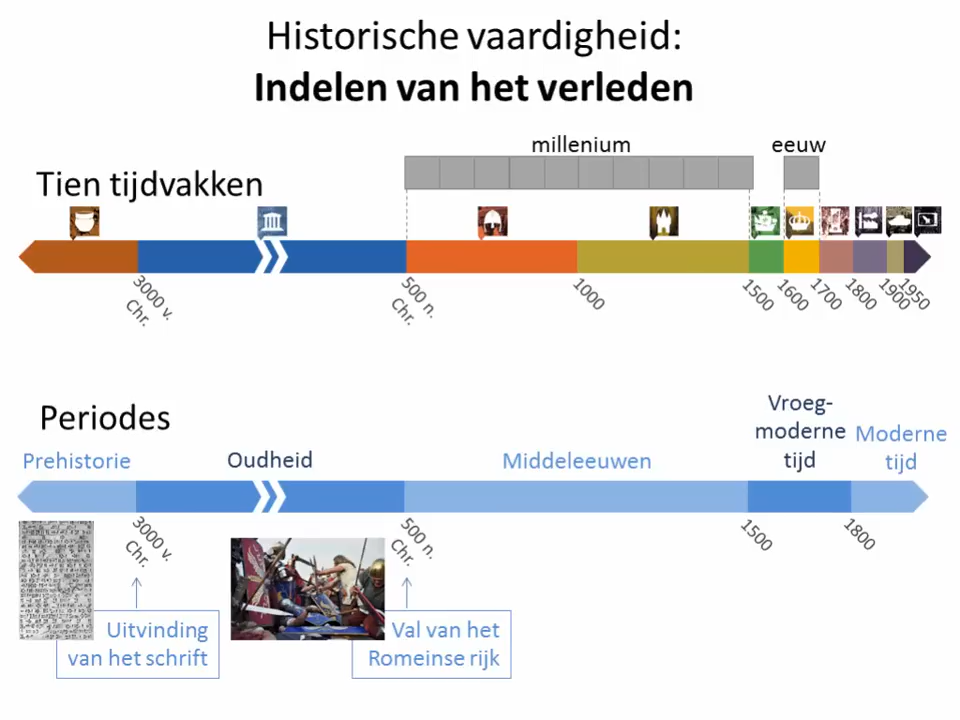 Historische vaardigheid:
Indelen van het verleden
millenium
eeuw
Tien tijdvakken
3000 v.
Chr.
500 n.
Chr.
1000
1500
1600
1700
1800
1900
1950
Periodes
Prehistorie
Oudheid
Middeleeuwen
Vroeg-
moderne
tijd
Moderne
tijd
3000 v.
Chr.
500 n.
Chr.
1500
1800
Uitvinding
van het schrift
Val van het
Romeinse rijk